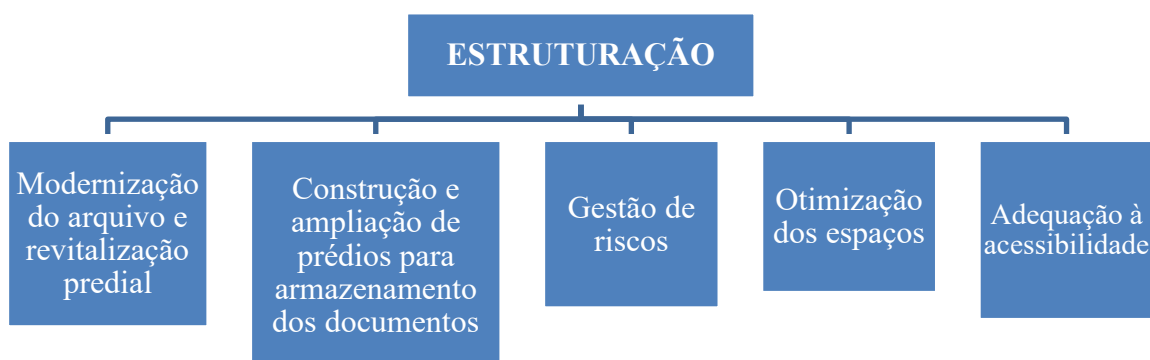 ESTRUTURAÇÃO
Modernização
do arquivo e
revitalização
predial
Construção e
ampliação de
prédios para
armazenamento
dos documentos
Gestão de
riscos
Otimização
dos espaços
Adequação à
acessibilidade